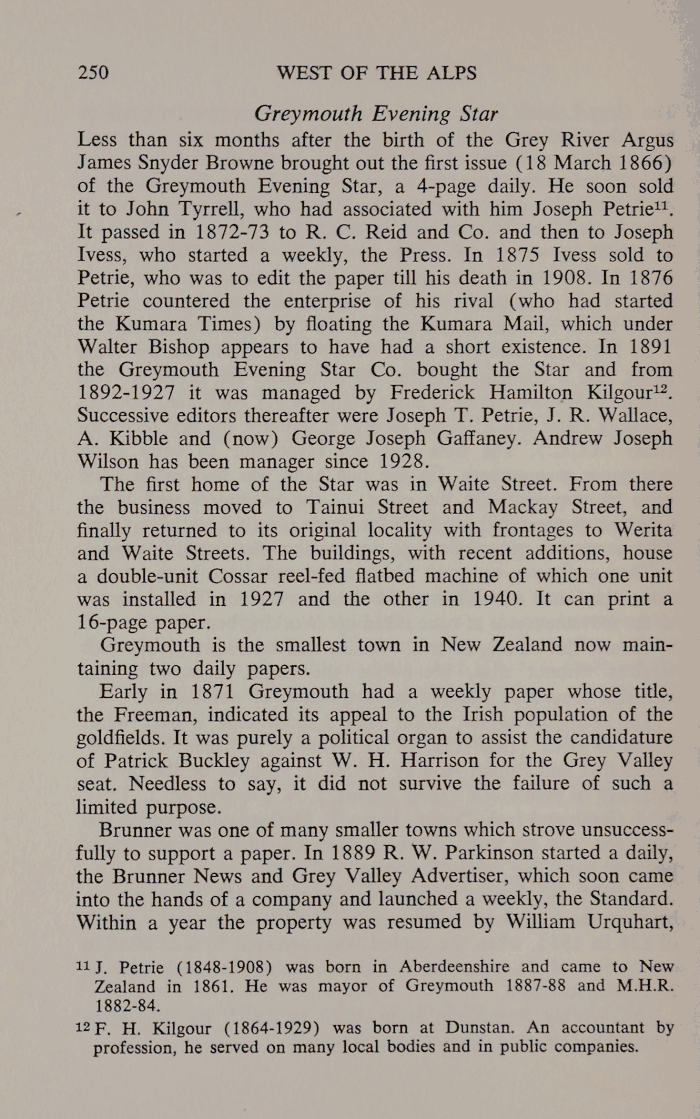 250 WEST OF THE ALPS
Greymouth Evening Star
Less than six months after the birth of the Grey River Argus
James Snyder Browne brought out the first issue (18 March 1866)
of the Greymouth Evening Star, a 4-page daily. He soon sold
it to John Tyrrell, who had associated with him Joseph Petrie¹¹.
It passed in 1872-73 to R. C. Reid and Co. and then to Joseph
Ivess, who started a weekly, the Press. In 1875 Ivess sold to
Petrie, who was to edit the paper till his death in 1908. In 1876
Petrie countered the enterprise of his rival (who had started
the Kumara Times) by floating the Kumara Mail, which under
Walter Bishop appears to have had a short existence. In 1891
the Greymouth Evening Star Co. bought the Star and from
1892-1927 it was managed by Frederick Hamilton Kilgour¹².
Successive editors thereafter were Joseph T. Petrie, J. R. Wallace,
A. Kibble and (now) George Joseph Gaffaney. Andrew Joseph
Wilson has been manager since 1928.
The first home of the Star was in Waite Street. From there
the business moved to Tainui Street and Mackay Street, and
finally returned to its original locality with frontages to Werita
and Waite Streets. The buildings, with recent additions, house
a double-unit Cossar reel-fed flatbed machine of which one unit
was installed in 1927 and the other in 1940. It can print a
16-page paper.
Greymouth is the smallest town in New Zealand now main-
taining two daily papers.
Early in 1871 Greymouth had a weekly paper whose title,
the Freeman, indicated its appeal to the Irish population of the
goldfields. It was purely a political organ to assist the candidature
of Patrick Buckley against W. H. Harrison for the Grey Valley
seat. Needless to say, it did not survive the failure of such a
limited purpose.
Brunner was one of many smaller towns which strove unsuccess-
fully to support a paper. In 1889 R. W. Parkinson started a daily,
the Brunner News and Grey Valley Advertiser, which soon came
into the hands of a company and launched a weekly, the Standard.
Within a year the property was resumed by William Urquhart,
¹¹ J. Petrie (1848-1908) was born in Aberdeenshire and came to New
Zealand in 1861. He was mayor of Greymouth 1887-88 and M.H.R.
1882-84.
¹² F. H. Kilgour (1864-1929) was born at Dunstan. An accountant by
profession, he served on many local bodies and in public companies.